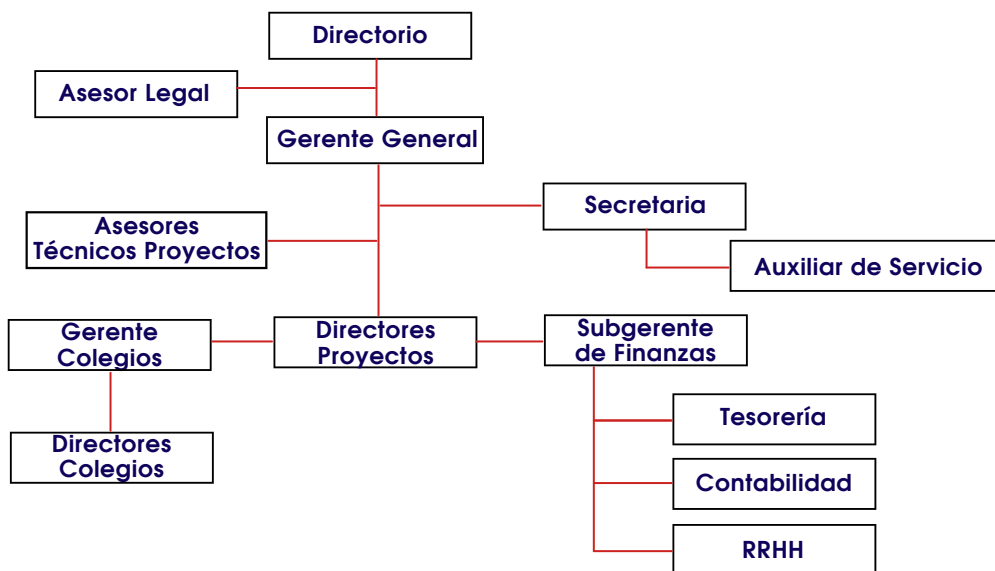 Directorio
Asesor Legal
Gerente General
Secretaria
Asesores
Técnicos Proyectos
Auxiliar de Servicio
Gerente
Colegios
Directores
Proyectos
Subgerente
de Finanzas
Directores
Colegios
Tesorería
Contabilidad
RRHH